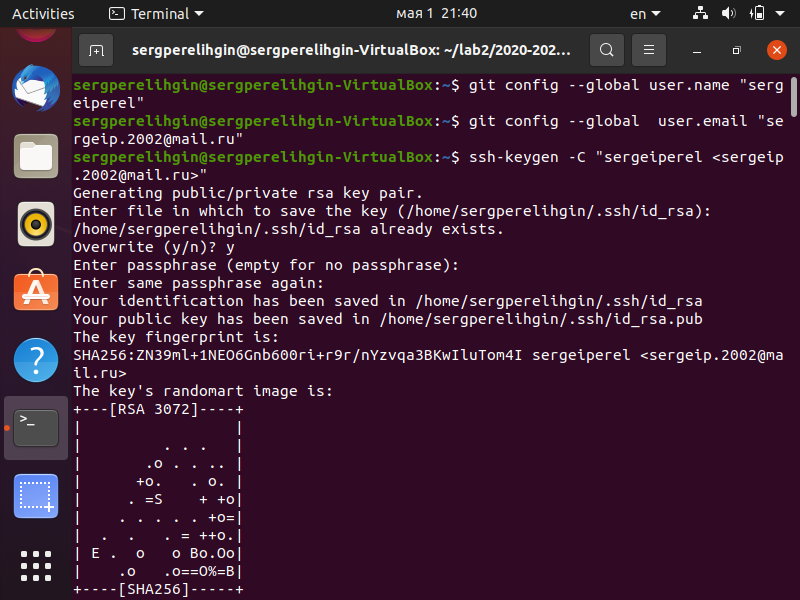 Activities Terminal мая 1 21:40 en
sergperelihgin@sergperelihgin-VirtualBox: ~/lab2/2020-202...
sergperelihgin@sergperelihgin-VirtualBox:~$ git config --global user.name "serg
eiperel"
sergperelihgin@sergperelihgin-VirtualBox:~$ git config --global  user.email "se
rgeip.2002@mail.ru"
sergperelihgin@sergperelihgin-VirtualBox:~$ ssh-keygen -C "sergeiperel <sergeip
.2002@mail.ru>"
Generating public/private rsa key pair.
Enter file in which to save the key (/home/sergperelihgin/.ssh/id_rsa):
/home/sergperelihgin/.ssh/id_rsa already exists.
Overwrite (y/n)? y
Enter passphrase (empty for no passphrase):
Enter same passphrase again:
Your identification has been saved in /home/sergperelihgin/.ssh/id_rsa
Your public key has been saved in /home/sergperelihgin/.ssh/id_rsa.pub
The key fingerprint is:
SHA256:ZN39ml+1NEO6Gnb600ri+r9r/nYzvqa3BKwIluTom4I sergeiperel <sergeip.2002@ma
il.ru>
The key's randomart image is:
+---[RSA 3072]----+
|                 |
|         . . .   |
|       .o . . .. |
|      +o.   . o. |
|     . =S    + +o|
|    . . . . . +o=|
|  .  .   . = ++o.|
| E .  o   o Bo.Oo|
|    .o   .o==O%=B|
+----[SHA256]-----+